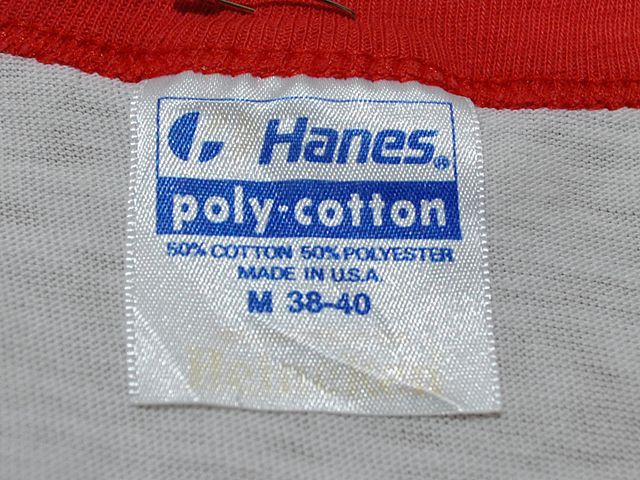 Hanes®
poly-cotton
50% COTTON 50% POLYESTER
MADE IN U.S.A.
M 38-40